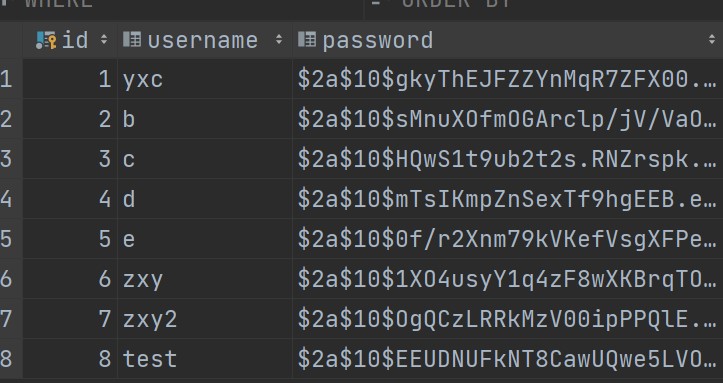 WHERE ORDER BY
id username password
1 1 yxc $2a$10$gkyThEJFZZYnMqR7ZFX00.…
2 2 b $2a$10$sMnuXOfmOGArclp/jV/VaO…
3 3 c $2a$10$HQwS1t9ub2t2s.RNZrspk.…
4 4 d $2a$10$mTsIKmpZnSexTf9hgEEB.e…
5 5 e $2a$10$0f/r2Xnm79kVKefVsgXFPe…
6 6 zxy $2a$10$1XO4usyY1q4zF8wXKBrqTO…
7 7 zxy2 $2a$10$OgQCzLRRkMzV00ipPPQlE.…
8 8 test $2a$10$EEUDNUFkNT8CawUQwe5LVO…